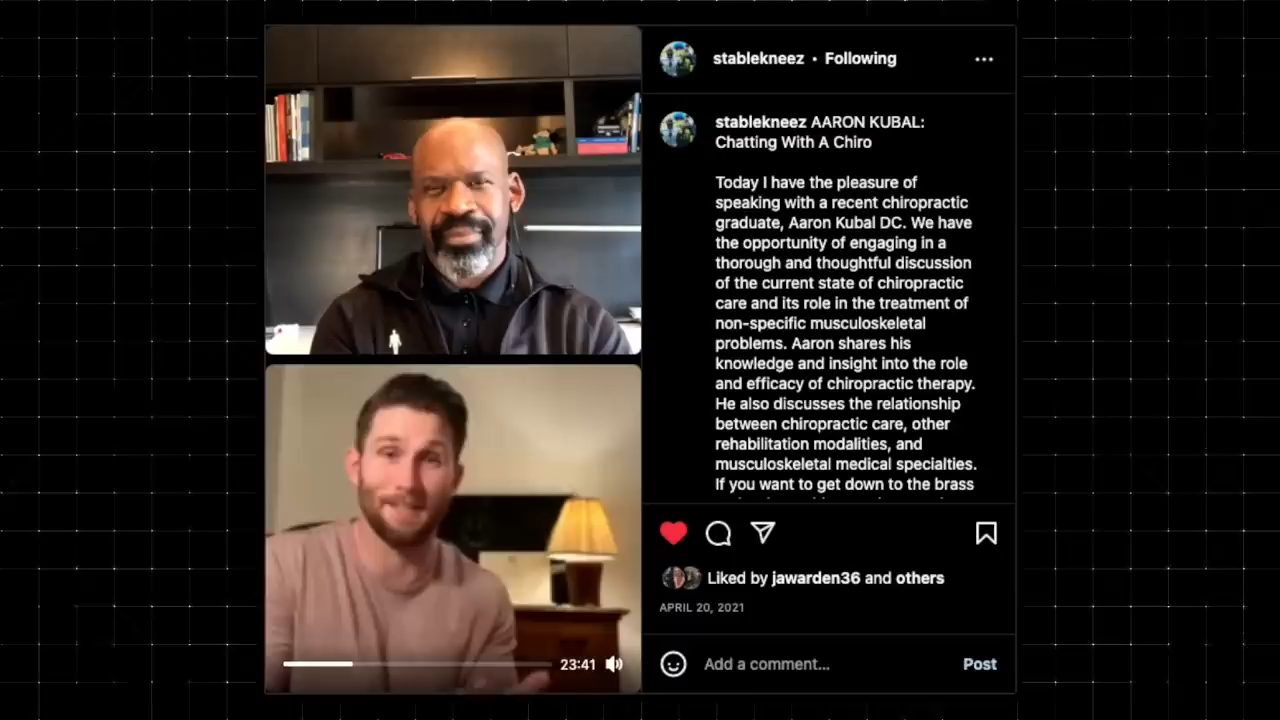 stablekneez • Following
stablekneez AARON KUBAL:
Chatting With A Chiro
Today I have the pleasure of
speaking with a recent chiropractic
graduate, Aaron Kubal DC. We have
the opportunity of engaging in a
thorough and thoughtful discussion
of the current state of chiropractic
care and its role in the treatment of
non-specific musculoskeletal
problems. Aaron shares his
knowledge and insight into the role
and efficacy of chiropractic therapy.
He also discusses the relationship
between chiropractic care, other
rehabilitation modalities, and
musculoskeletal medical specialties.
If you want to get down to the brass
Liked by jawarden36 and others
APRIL 20, 2021
23:41
Add a comment...
Post